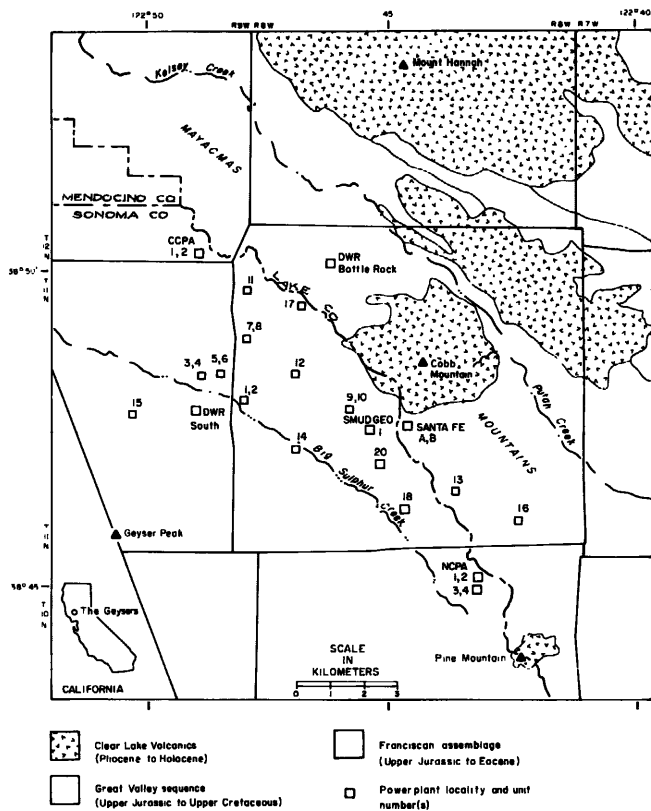 122° 50'
45
122° 40'
R9W R8W
R8W R7W
Kelsey Creek
Mount Hannah
MAYACMAS
MENDOCINO CO
SONOMA CO
T 12 N
CCPA
1, 2
DWR
Bottle Rock
38° 50'
T 11 N
LAKE CO
11
17
7,8
Cobb
Mountain
3,4
5,6
12
Putah Creek
15
DWR
South
1,2
9,10
SMUDGEO
1
SANTA FE
A, B
MOUNTAINS
14
Big Sulphur Creek
20
13
18
16
T 11 N
Geyser Peak
38° 45
T 10 N
NCPA
1, 2
3,4
The Geysers
CALIFORNIA
SCALE
IN
KILOMETERS
0 1 2 3
Pine Mountain
Clear Lake Volcanics
(Pliocene to Holocene)
Franciscan assemblage
(Upper Jurassic to Eocene)
Great Valley sequence
(Upper Jurassic to Upper Cretaceous)
Power plant locality and unit
number(s)